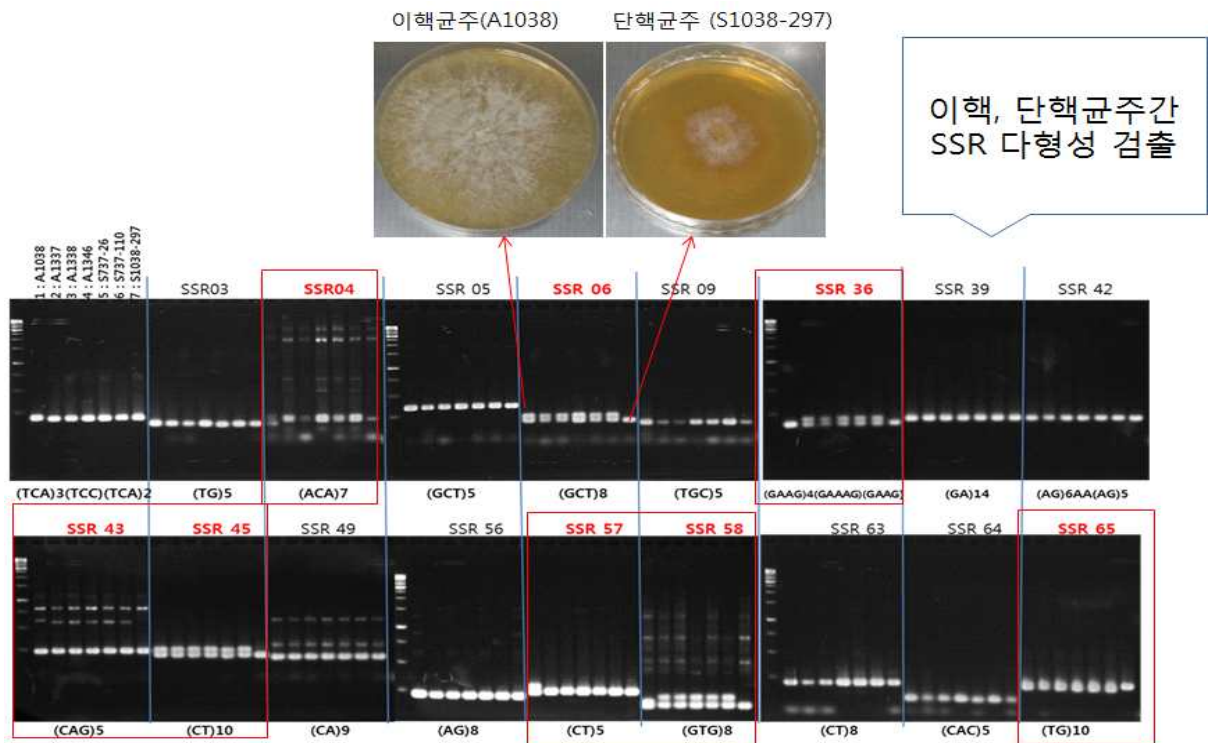 이핵균주(A1038)
단핵균주 (S1038-297)
이핵, 단핵균주간
SSR 다형성 검출
1 : A1038
2 : A1337
3 : A1338
4 : A1346
5 : S737-26
6 : S737-110
7 : S1038-297
SSR03
SSR04
SSR 05
SSR 06
SSR 09
SSR 36
SSR 39
SSR 42
(TCA)3(TCC)(TCA)2
(TG)5
(ACA)7
(GCT)5
(GCT)8
(TGC)5
(GAAG)4(GAAAG)(GAAG)
(GA)14
(AG)6AA(AG)5
SSR 43
SSR 45
SSR 49
SSR 56
SSR 57
SSR 58
SSR 63
SSR 64
SSR 65
(CAG)5
(CT)10
(CA)9
(AG)8
(CT)5
(GTG)8
(CT)8
(CAC)5
(TG)10